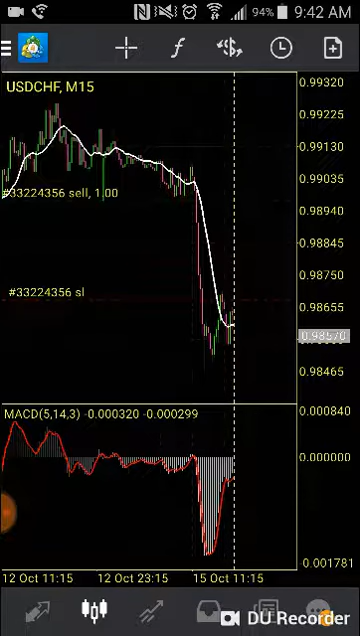 94% 9:42 AM
USDCHF, M15
0.99320
0.99225
0.99130
0.99035
#33224356 sell, 1.00
0.98940
0.98845
0.98750
#33224356 sl
0.98655
0.98570
0.98465
MACD(5,14,3) -0.000320 -0.000299
0.000840
0.000000
-0.001781
12 Oct 11:15 12 Oct 23:15 15 Oct 11:15
DU Recorder